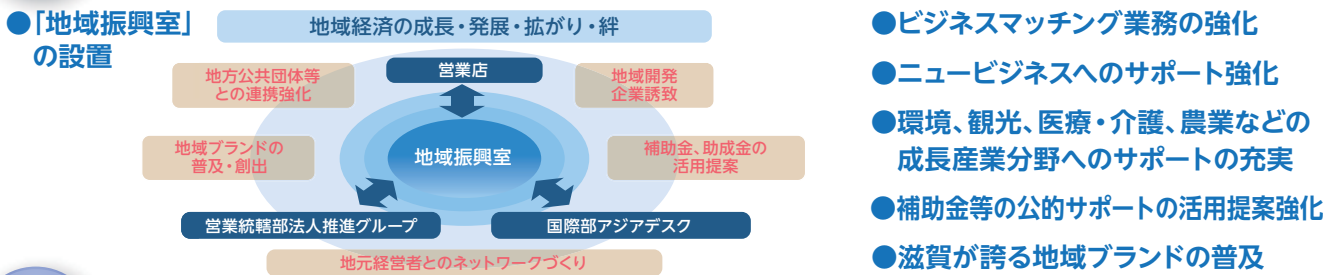 ●「地域振興室」
の設置
地域経済の成長・発展・拡がり・絆
営業店
地方公共団体等
との連携強化
地域開発
企業誘致
地域ブランドの
普及・創出
地域振興室
補助金、助成金の
活用提案
営業統轄部法人推進グループ
国際部アジアデスク
地元経営者とのネットワークづくり
●ビジネスマッチング業務の強化
●ニュービジネスへのサポート強化
●環境、観光、医療・介護、農業などの
成長産業分野へのサポートの充実
●補助金等の公的サポートの活用提案強化
●滋賀が誇る地域ブランドの普及